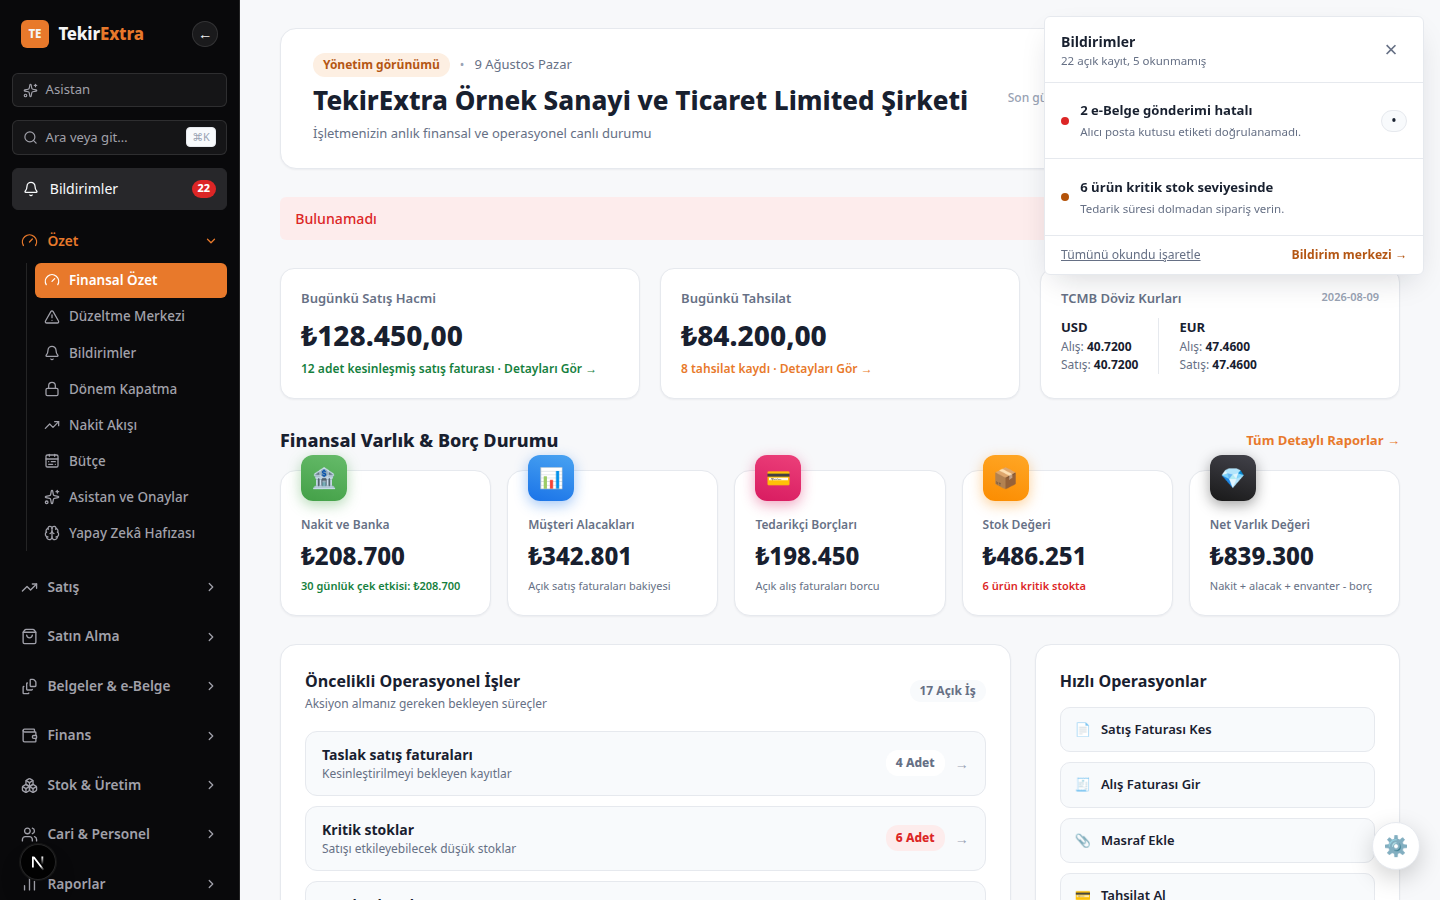 TE TekirExtra ←
Asistan
Ara veya git... ⌘K
Bildirimler 22
Özet
Finansal Özet
Düzeltme Merkezi
Bildirimler
Dönem Kapatma
Nakit Akışı
Bütçe
Asistan ve Onaylar
Yapay Zekâ Hafızası
Satış
Satın Alma
Belgeler & e-Belge
Finans
Stok & Üretim
Cari & Personel
N
Raporlar
Yönetim görünümü • 9 Ağustos Pazar
TekirExtra Örnek Sanayi ve Ticaret Limited Şirketi
İşletmenizin anlık finansal ve operasyonel canlı durumu
Son
Bulunamadı
Bildirimler
22 açık kayıt, 5 okunmamış
2 e-Belge gönderimi hatalı
Alıcı posta kutusu etiketi doğrulanamadı.
6 ürün kritik stok seviyesinde
Tedarik süresi dolmadan sipariş verin.
Tümünü okundu işaretle
Bildirim merkezi →
Bugünkü Satış Hacmi
₺128.450,00
12 adet kesinleşmiş satış faturası · Detayları Gör →
Bugünkü Tahsilat
₺84.200,00
8 tahsilat kaydı · Detayları Gör →
TCMB Döviz Kurları 2026-08-09
USD
Alış: 40.7200
Satış: 40.7200
EUR
Alış: 47.4600
Satış: 47.4600
Finansal Varlık & Borç Durumu
Tüm Detaylı Raporlar →
Nakit ve Banka
₺208.700
30 günlük çek etkisi: ₺208.700
Müşteri Alacakları
₺342.801
Açık satış faturaları bakiyesi
Tedarikçi Borçları
₺198.450
Açık alış faturaları borcu
Stok Değeri
₺486.251
6 ürün kritik stokta
Net Varlık Değeri
₺839.300
Nakit + alacak + envanter - borç
Öncelikli Operasyonel İşler
Aksiyon almanız gereken bekleyen süreçler
17 Açık İş
Taslak satış faturaları
Kesinleştirilmeyi bekleyen kayıtlar
4 Adet →
Kritik stoklar
Satışı etkileyebilecek düşük stoklar
6 Adet →
Hızlı Operasyonlar
Satış Faturası Kes
Alış Faturası Gir
Masraf Ekle
Tahsilat Al